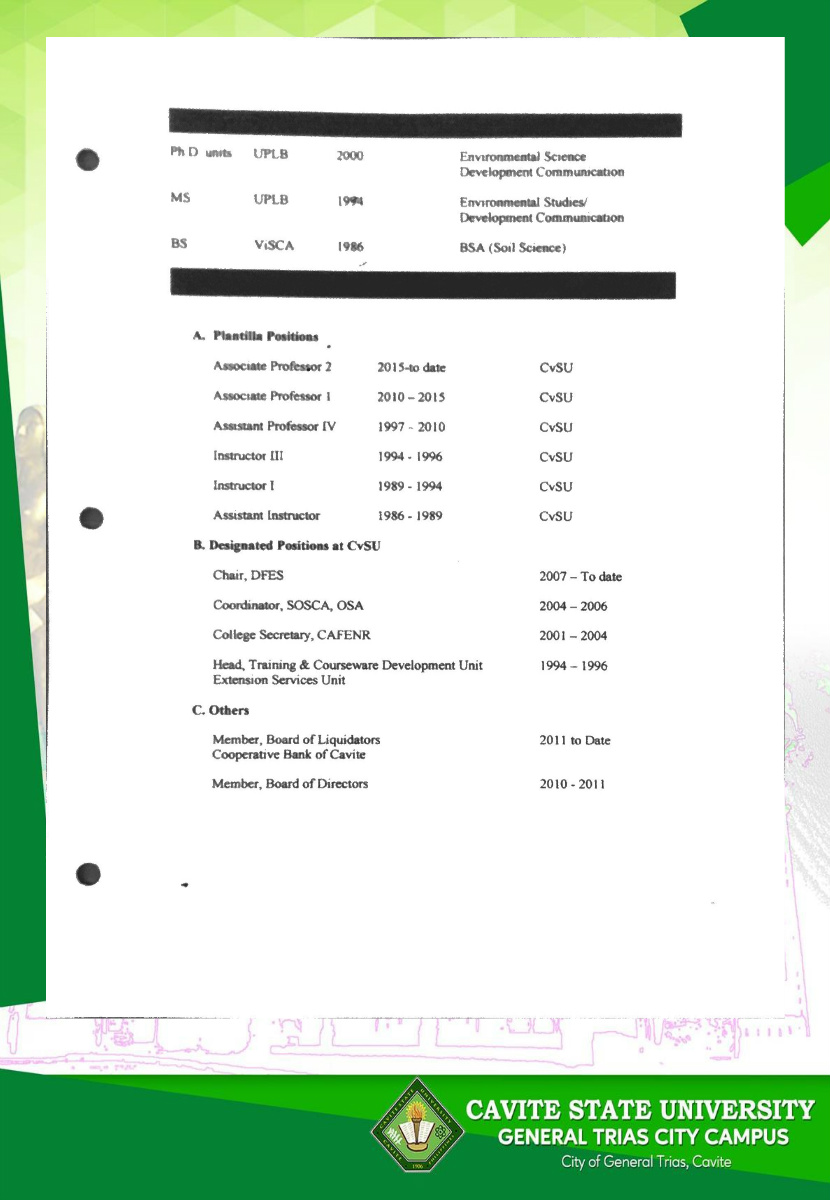 Ph D units UPLB 2000 Environmental Science
Development Communication
MS UPLB 1994 Environmental Studies/
Development Communication
BS ViSCA 1986 BSA (Soil Science)
A. Plantilla Positions
Associate Professor 2 2015-to date CvSU
Associate Professor 1 2010 – 2015 CvSU
Assistant Professor IV 1997 - 2010 CvSU
Instructor III 1994 - 1996 CvSU
Instructor I 1989 - 1994 CvSU
Assistant Instructor 1986 - 1989 CvSU
B. Designated Positions at CvSU
Chair, DFES 2007 – To date
Coordinator, SOSCA, OSA 2004 – 2006
College Secretary, CAFENR 2001 – 2004
Head, Training & Courseware Development Unit 1994 – 1996
Extension Services Unit
C. Others
Member, Board of Liquidators 2011 to Date
Cooperative Bank of Cavite
Member, Board of Directors 2010 - 2011
CAVITE STATE UNIVERSITY
GENERAL TRIAS CITY CAMPUS
City of General Trias, Cavite
CAVITE STATE UNIVERSITY
CAVITE PHILIPPINES
1906